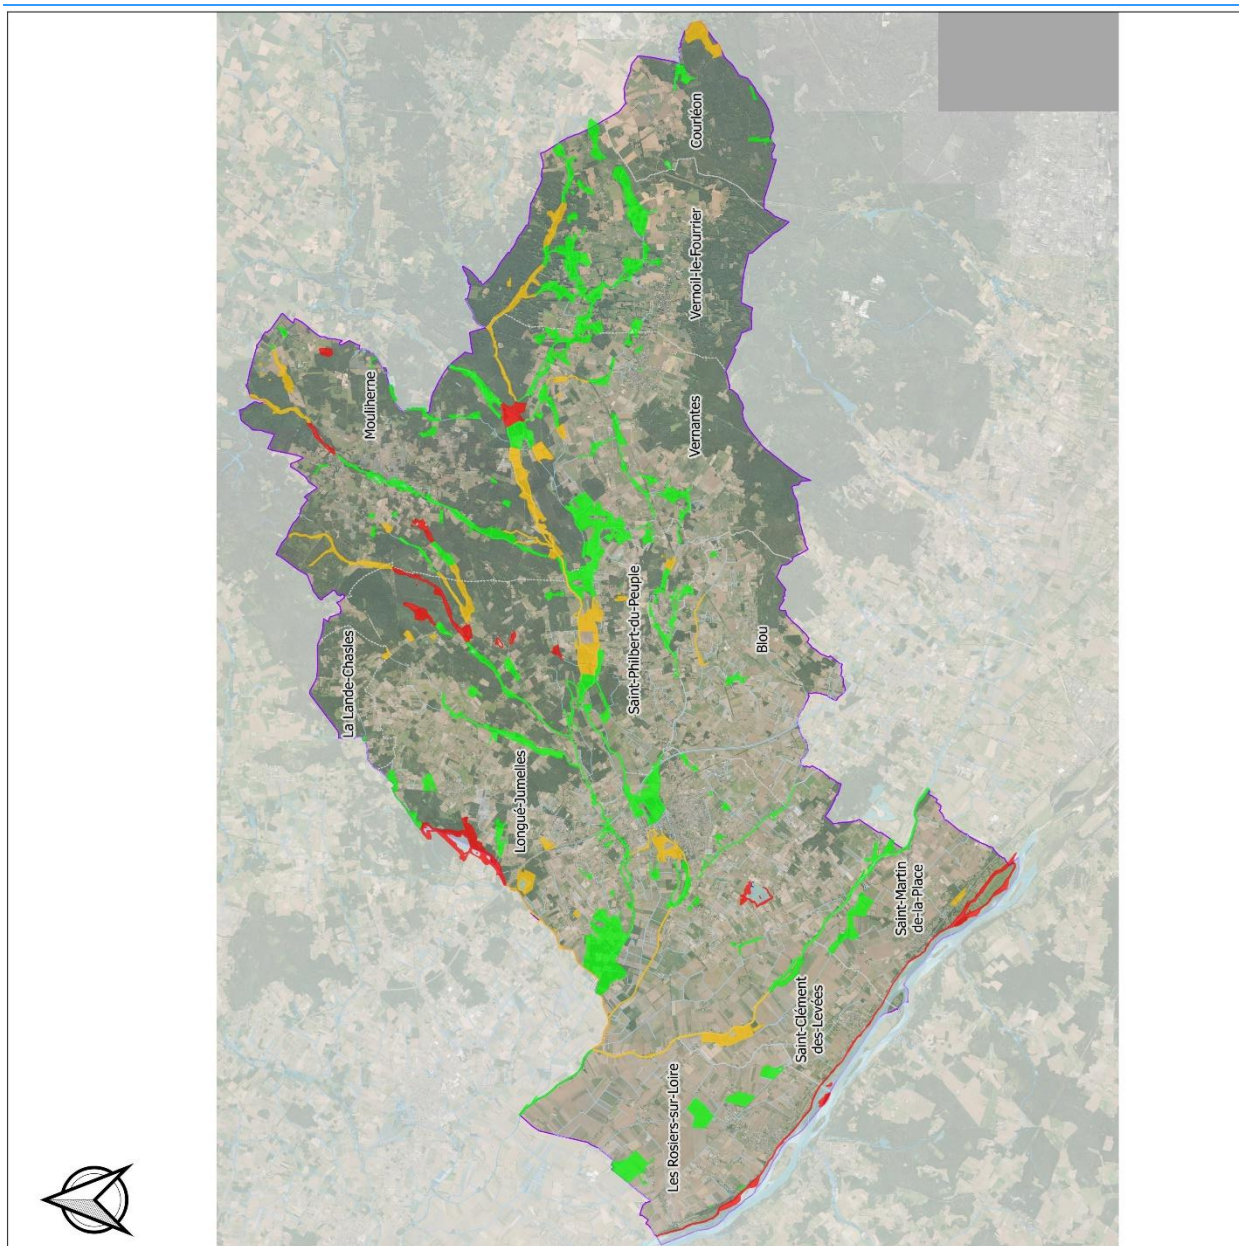 Courléon
Vernoil-le-Fourrier
Mouliherne
Vernantes
La Lande-Chasles
Saint-Philbert-du-Peuple
Blou
Longué-Jumelles
Saint-Martin
de-la-Place
Saint-Clément
des-Levées
Les Rosiers-sur-Loire